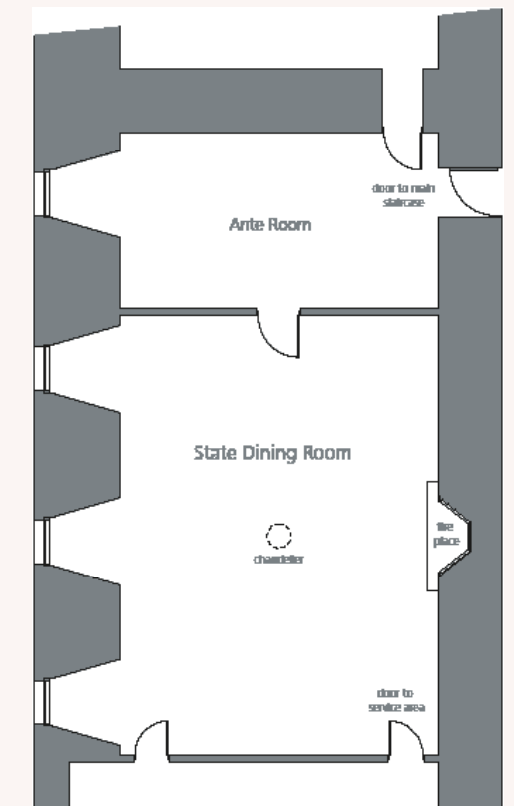 door to main
staircase
Ante Room
State Dining Room
fire
place
chandelier
door to
service area